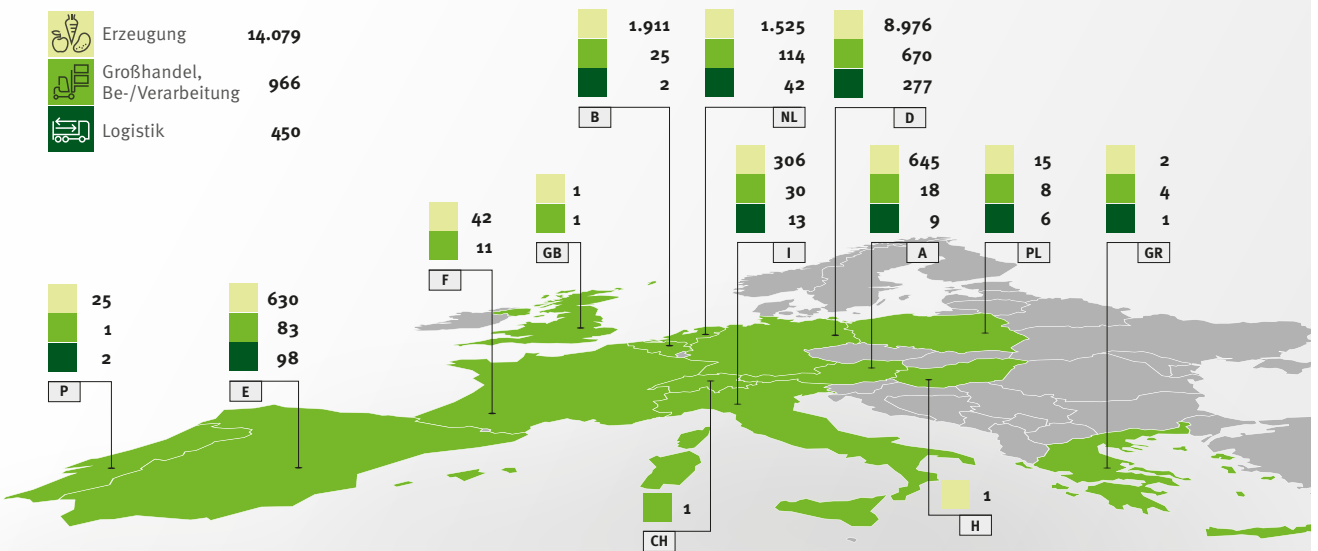 Erzeugung 14.079
Großhandel,
Be-/Verarbeitung 966
Logistik 450
1.911
25
2
B
1.525
114
42
NL
8.976
670
277
D
306
30
13
I
645
18
9
A
15
8
6
PL
2
4
1
GR
1
1
GB
42
11
F
25
1
2
P
630
83
98
E
1
CH
1
H